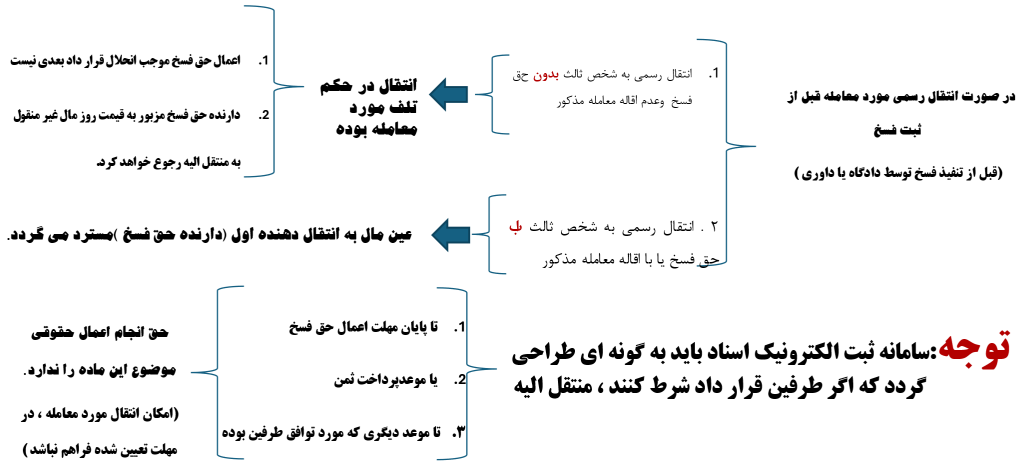 در صورت انتقال رسمی مورد معامله قبل از
ثبت فسخ
(قبل از تنفیذ فسخ توسط دادگاه یا داوری )
1. انتقال رسمی به شخص ثالث بدون حق
فسخ وعدم اقاله معامله مذکور
انتقال در حکم
تلف مورد
معامله بوده
1. اعمال حق فسخ موجب انحلال قرار داد بعدی نیست
2. دارنده حق فسخ مزبور به قیمت روز مال غیر منقول
به منتقل الیه رجوع خواهد کرد.
۲ . انتقال رسمی به شخص ثالث با
حق فسخ یا با اقاله معامله مذکور
عین مال به انتقال دهنده اول (دارنده حق فسخ )مسترد می گردد.
توجه:سامانه ثبت الکترونیک اسناد باید به گونه ای طراحی
گردد که اگر طرفین قرار داد شرط کنند ، منتقل الیه
1. تا پایان مهلت اعمال حق فسخ
2. یا موعدپرداخت ثمن
۳. تا موعد دیگری که مورد توافق طرفین بوده
حق انجام اعمال حقوقی
موضوع این ماده را ندارد.
(امکان انتقال مورد معامله ، در
مهلت تعیین شده فراهم نباشد )